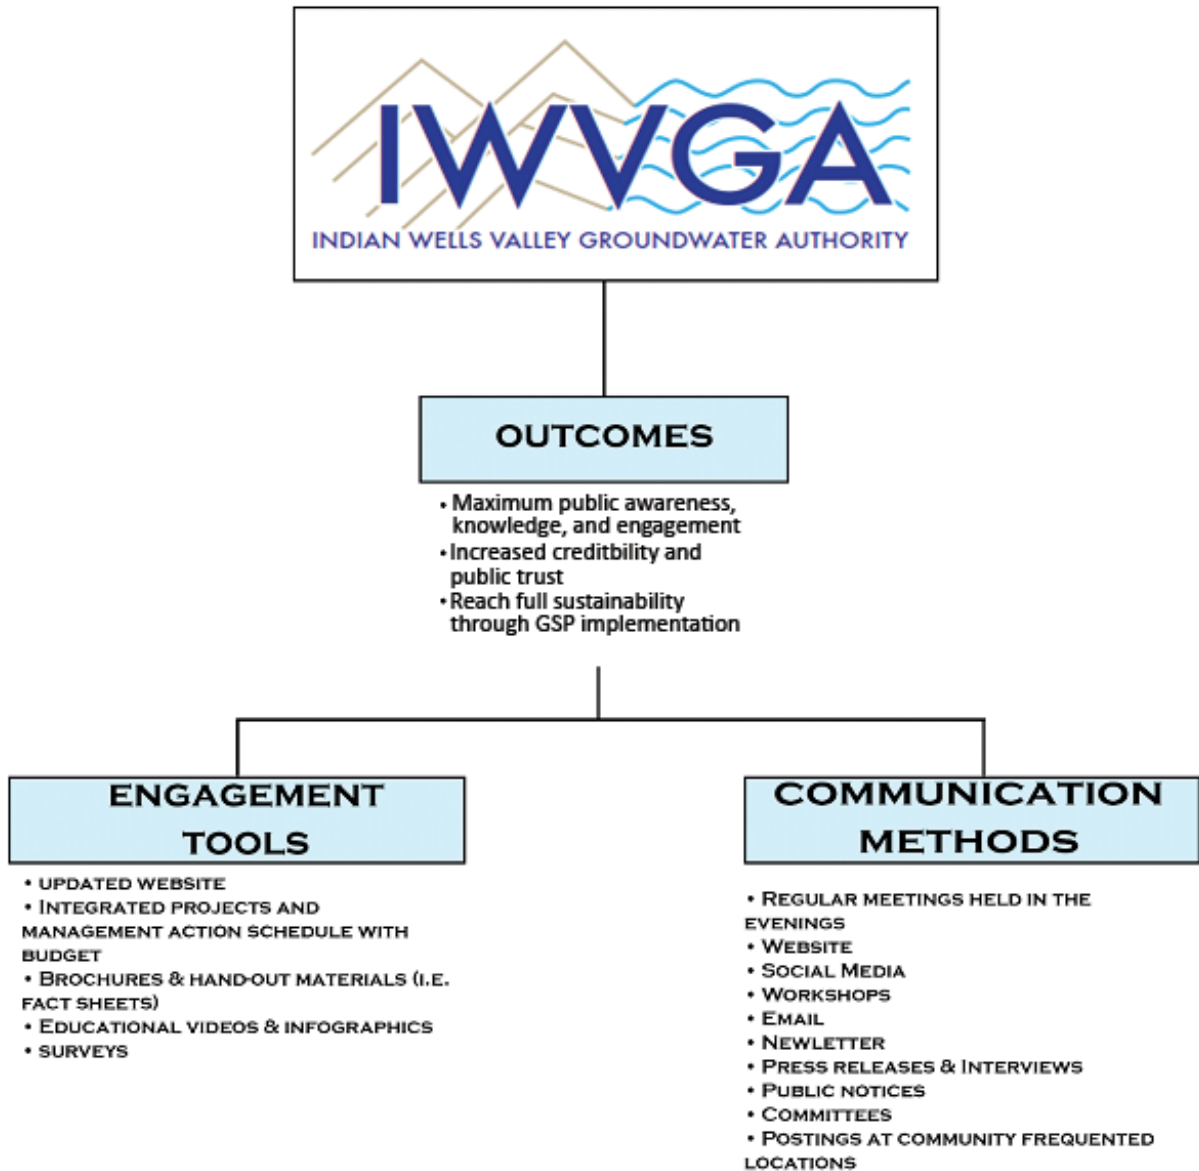 IWVGA
INDIAN WELLS VALLEY GROUNDWATER AUTHORITY
OUTCOMES
• Maximum public awareness,
knowledge, and engagement
• Increased creditbility and
public trust
• Reach full sustainability
through GSP implementation
ENGAGEMENT
TOOLS
• UPDATED WEBSITE
• INTEGRATED PROJECTS AND
MANAGEMENT ACTION SCHEDULE WITH
BUDGET
• BROCHURES & HAND-OUT MATERIALS (I.E.
FACT SHEETS)
• EDUCATIONAL VIDEOS & INFOGRAPHICS
• SURVEYS
COMMUNICATION
METHODS
• REGULAR MEETINGS HELD IN THE
EVENINGS
• WEBSITE
• SOCIAL MEDIA
• WORKSHOPS
• EMAIL
• NEWLETTER
• PRESS RELEASES & INTERVIEWS
• PUBLIC NOTICES
• COMMITTEES
• POSTINGS AT COMMUNITY FREQUENTED
LOCATIONS